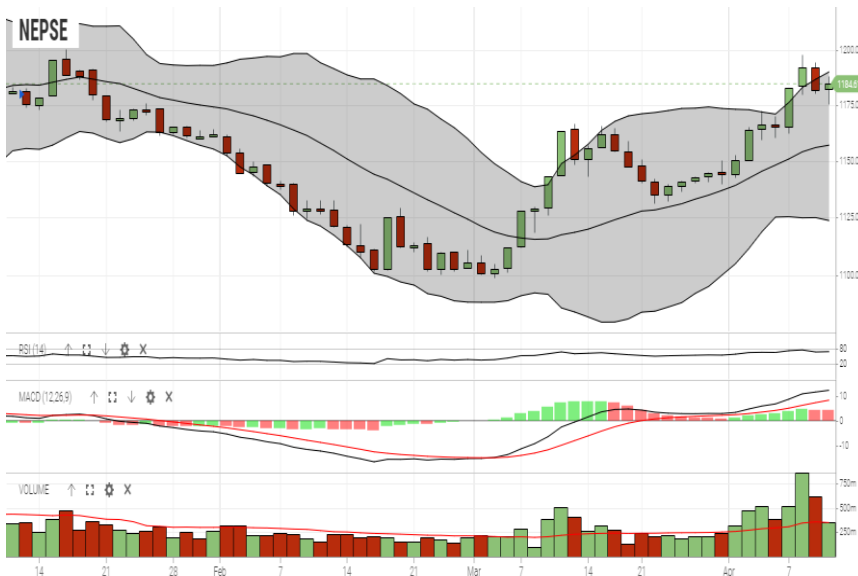 NEPSE
1200.0
1184.6
1175.0
1150.0
1125.0
1100.0
RSI (14)
80
20
MACD (12,26,9)
10
0
-10
VOLUME
750m
500m
250m
14 21 28 Feb 7 14 21 Mar 7 14 21 Apr 7